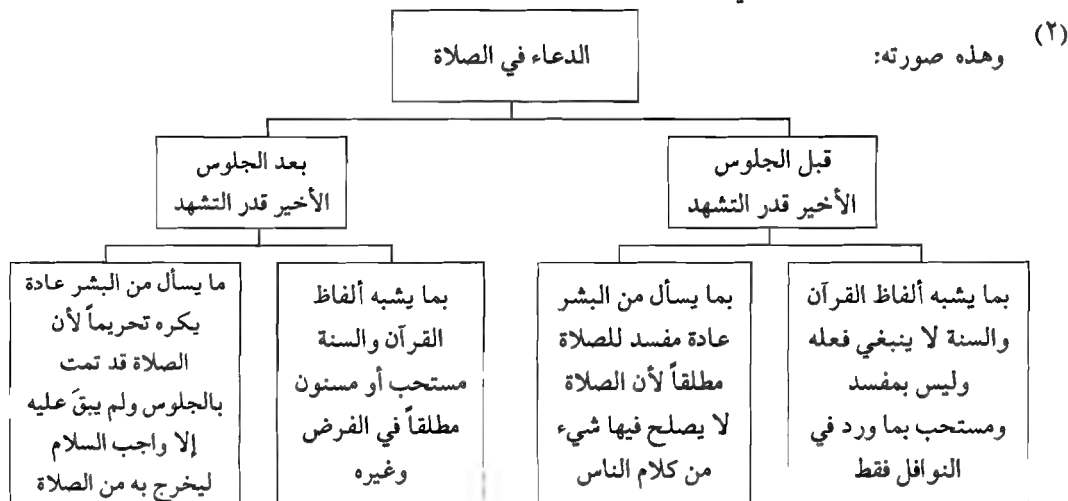 (٢)
وهذه صورته:
الدعاء في الصلاة
قبل الجلوس
الأخير قدر التشهد
بعد الجلوس
الأخير قدر التشهد
بما يشبه ألفاظ القرآن
والسنة لا ينبغي فعله
وليس بمفسد
ومستحب بما ورد في
النوافل فقط
بما يسأل من البشر
عادة مفسد للصلاة
مطلقاً لأن الصلاة
لا يصلح فيها شيء
من كلام الناس
بما يشبه ألفاظ
القرآن والسنة
مستحب أو مسنون
مطلقاً في الفرض
وغيره
ما يسأل من البشر عادة
يكره تحريماً لأن
الصلاة قد تمت
بالجلوس ولم يبقَ عليه
إلا واجب السلام
ليخرج به من الصلاة